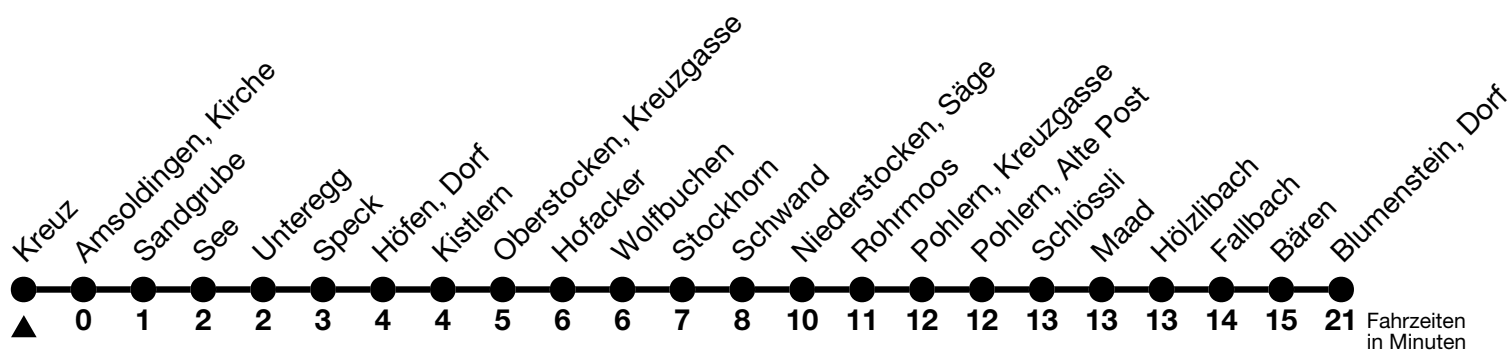 Kreuz
Amsoldingen, Kirche
Sandgrube
See
Unteregg
Speck
Höfen, Dorf
Kistlern
Oberstocken, Kreuzgasse
Hofacker
Wolfbuchen
Stockhorn
Schwand
Niederstocken, Säge
Rohrmoos
Pohlern, Kreuzgasse
Pohlern, Alte Post
Schlössli
Maad
Hölzlibach
Fallbach
Bären
Blumenstein, Dorf
0 1 2 2 3 4 4 5 6 6 7 8 10 11 12 12 13 13 13 14 15 21 Fahrzeiten
in Minuten